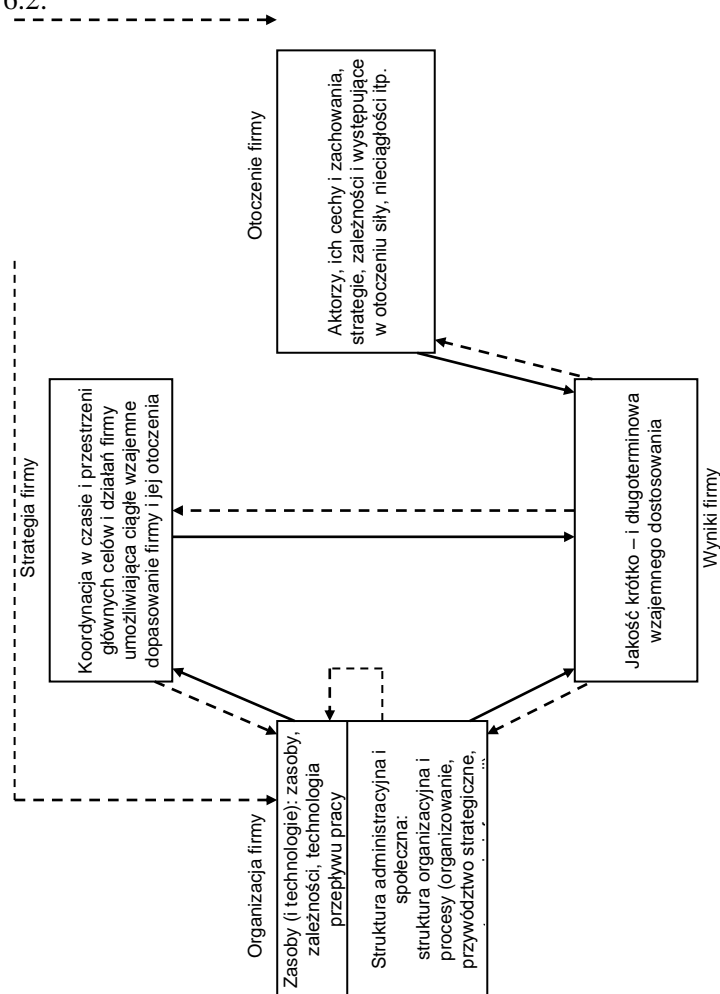 6.2.
Strategia firmy
Koordynacja w czasie i przestrzeni
głównych celów i działań firmy
umożliwiająca ciągłe wzajemne
dopasowanie firmy i jej otoczenia
Organizacja firmy
Zasoby (i technologie): zasoby,
zależności, technologia
przepływu pracy
Struktura administracyjna i
społeczna:
struktura organizacyjna i
procesy (organizowanie,
przywództwo strategiczne,
Otoczenie firmy
Aktorzy, ich cechy i zachowania,
strategie, zależności i występujące
w otoczeniu siły, nieciągłości itp.
Jakość krótko – i długoterminowa
wzajemnego dostosowania
Wyniki firmy